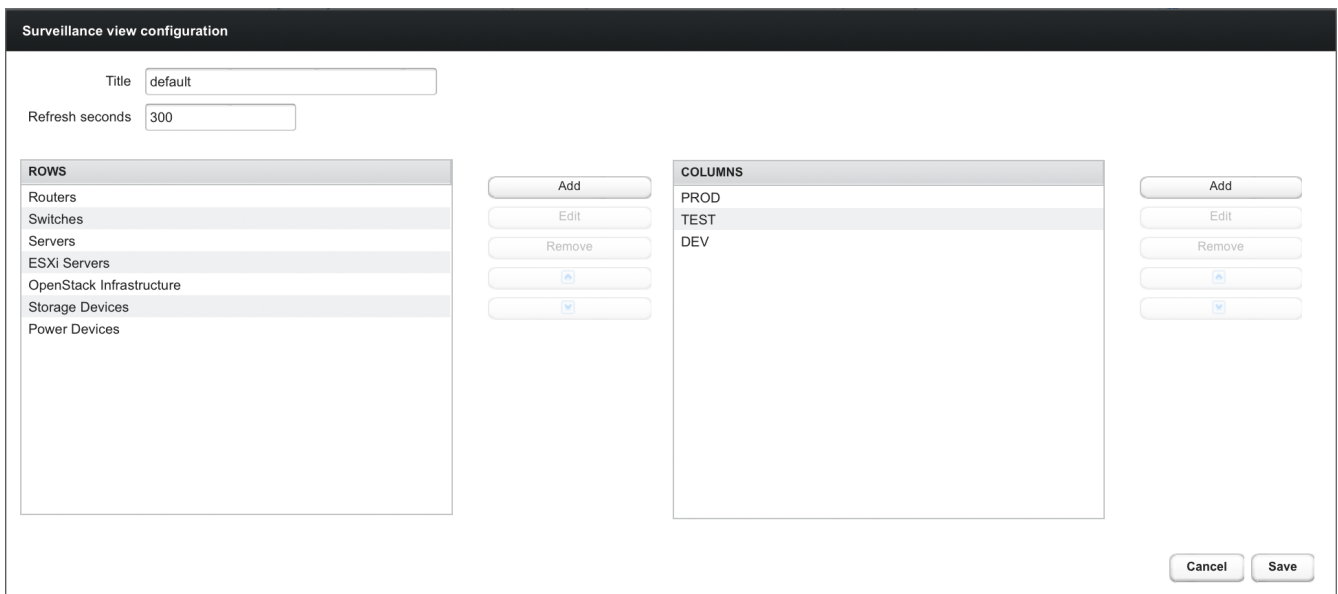 Surveillance view configuration
Title default
Refresh seconds 300
ROWS
Routers
Switches
Servers
ESXi Servers
OpenStack Infrastructure
Storage Devices
Power Devices
Add
Edit
Remove
COLUMNS
PROD
TEST
DEV
Add
Edit
Remove
Cancel Save